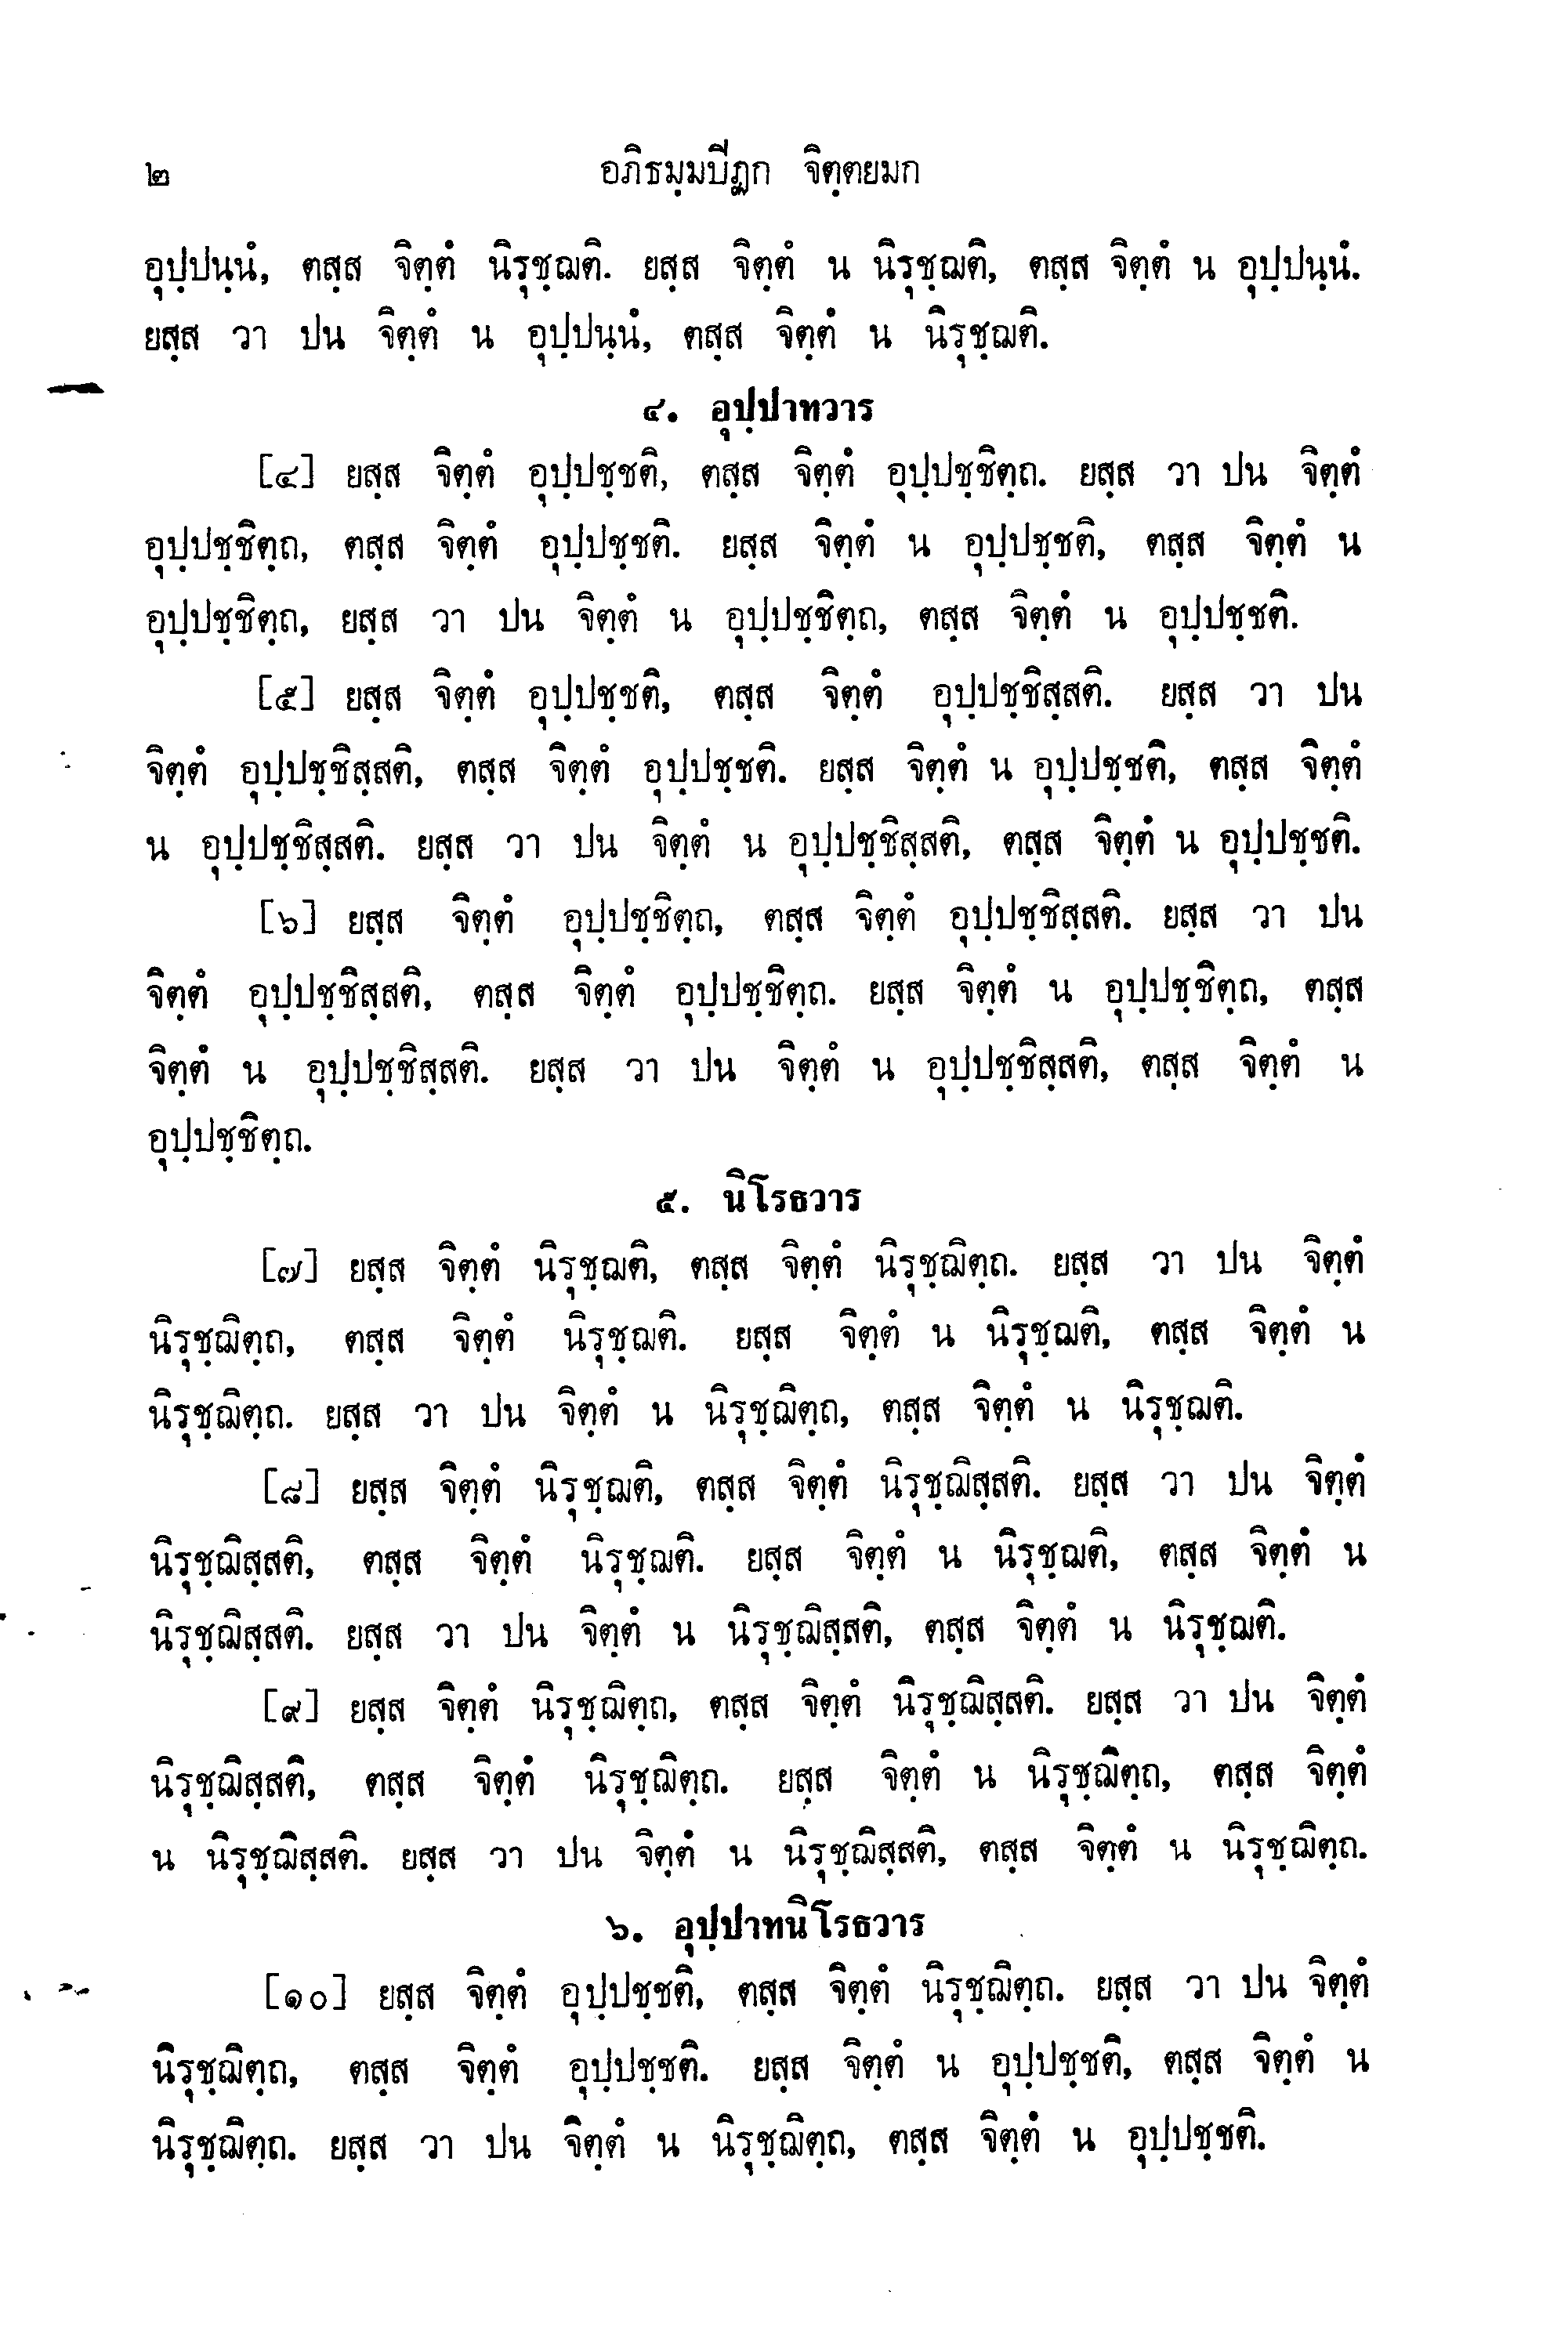 ๒ อภิธมฺมปิฏก จิตฺตยมก
อุปฺปนฺนํ, ตสฺส จิตฺตํ นิรุชฺฌติ. ยสฺส จิตฺตํ น นิรุชฺฌติ, ตสฺส จิตฺตํ น อุปฺปนฺนํ.
ยสฺส วา ปน จิตฺตํ น อุปฺปนฺนํ, ตสฺส จิตฺตํ น นิรุชฺฌติ.
๔. อุปฺปาทวาร
[๔] ยสฺส จิตฺตํ อุปฺปชฺชติ, ตสฺส จิตฺตํ อุปฺปชฺชิตฺถ. ยสฺส วา ปน จิตฺตํ
อุปฺปชฺชิตฺถ, ตสฺส จิตฺตํ อุปฺปชฺชติ. ยสฺส จิตฺตํ น อุปฺปชฺชติ, ตสฺส จิตฺตํ น
อุปฺปชฺชิตฺถ, ยสฺส วา ปน จิตฺตํ น อุปฺปชฺชิตฺถ, ตสฺส จิตฺตํ น อุปฺปชฺชติ.
[๕] ยสฺส จิตฺตํ อุปฺปชฺชติ, ตสฺส จิตฺตํ อุปฺปชฺชิสฺสติ. ยสฺส วา ปน
จิตฺตํ อุปฺปชฺชิสฺสติ, ตสฺส จิตฺตํ อุปฺปชฺชติ. ยสฺส จิตฺตํ น อุปฺปชฺชติ, ตสฺส จิตฺตํ
น อุปฺปชฺชิสฺสติ. ยสฺส วา ปน จิตฺตํ น อุปฺปชฺชิสฺสติ, ตสฺส จิตฺตํ น อุปฺปชฺชติ.
[๖] ยสฺส จิตฺตํ อุปฺปชฺชิตฺถ, ตสฺส จิตฺตํ อุปฺปชฺชิสฺสติ. ยสฺส วา ปน
จิตฺตํ อุปฺปชฺชิสฺสติ, ตสฺส จิตฺตํ อุปฺปชฺชิตฺถ. ยสฺส จิตฺตํ น อุปฺปชฺชิตฺถ, ตสฺส
จิตฺตํ น อุปฺปชฺชิสฺสติ. ยสฺส วา ปน จิตฺตํ น อุปฺปชฺชิสฺสติ, ตสฺส จิตฺตํ น
อุปฺปชฺชิตฺถ.
๕. นิโรธวาร
[๗] ยสฺส จิตฺตํ นิรุชฺฌติ, ตสฺส จิตฺตํ นิรุชฺฌิตฺถ. ยสฺส วา ปน จิตฺตํ
นิรุชฺฌิตฺถ, ตสฺส จิตฺตํ นิรุชฺฌติ. ยสฺส จิตฺตํ น นิรุชฺฌติ, ตสฺส จิตฺตํ น
นิรุชฺฌิตฺถ. ยสฺส วา ปน จิตฺตํ น นิรุชฺฌิตฺถ, ตสฺส จิตฺตํ น นิรุชฺฌติ.
[๘] ยสฺส จิตฺตํ นิรุชฺฌติ, ตสฺส จิตฺตํ นิรุชฺฌิสฺสติ. ยสฺส วา ปน จิตฺตํ
นิรุชฺฌิสฺสติ, ตสฺส จิตฺตํ นิรุชฺฌติ. ยสฺส จิตฺตํ น นิรุชฺฌติ, ตสฺส จิตฺตํ น
นิรุชฺฌิสฺสติ. ยสฺส วา ปน จิตฺตํ น นิรุชฺฌิสฺสติ, ตสฺส จิตฺตํ น นิรุชฺฌติ.
[๙] ยสฺส จิตฺตํ นิรุชฺฌิตฺถ, ตสฺส จิตฺตํ นิรุชฺฌิสฺสติ. ยสฺส วา ปน จิตฺตํ
นิรุชฺฌิสฺสติ, ตสฺส จิตฺตํ นิรุชฺฌิตฺถ. ยสฺส จิตฺตํ น นิรุชฺฌิตฺถ, ตสฺส จิตฺตํ
น นิรุชฺฌิสฺสติ. ยสฺส วา ปน จิตฺตํ น นิรุชฺฌิสฺสติ, ตสฺส จิตฺตํ น นิรุชฺฌิตฺถ.
๖. อุปฺปาทนิโรธวาร
[๑๐] ยสฺส จิตฺตํ อุปฺปชฺชติ, ตสฺส จิตฺตํ นิรุชฺฌิตฺถ. ยสฺส วา ปน จิตฺตํ
นิรุชฺฌิตฺถ, ตสฺส จิตฺตํ อุปฺปชฺชติ. ยสฺส จิตฺตํ น อุปฺปชฺชติ, ตสฺส จิตฺตํ น
นิรุชฺฌิตฺถ. ยสฺส วา ปน จิตฺตํ น นิรุชฺฌิตฺถ, ตสฺส จิตฺตํ น อุปฺปชฺชติ.